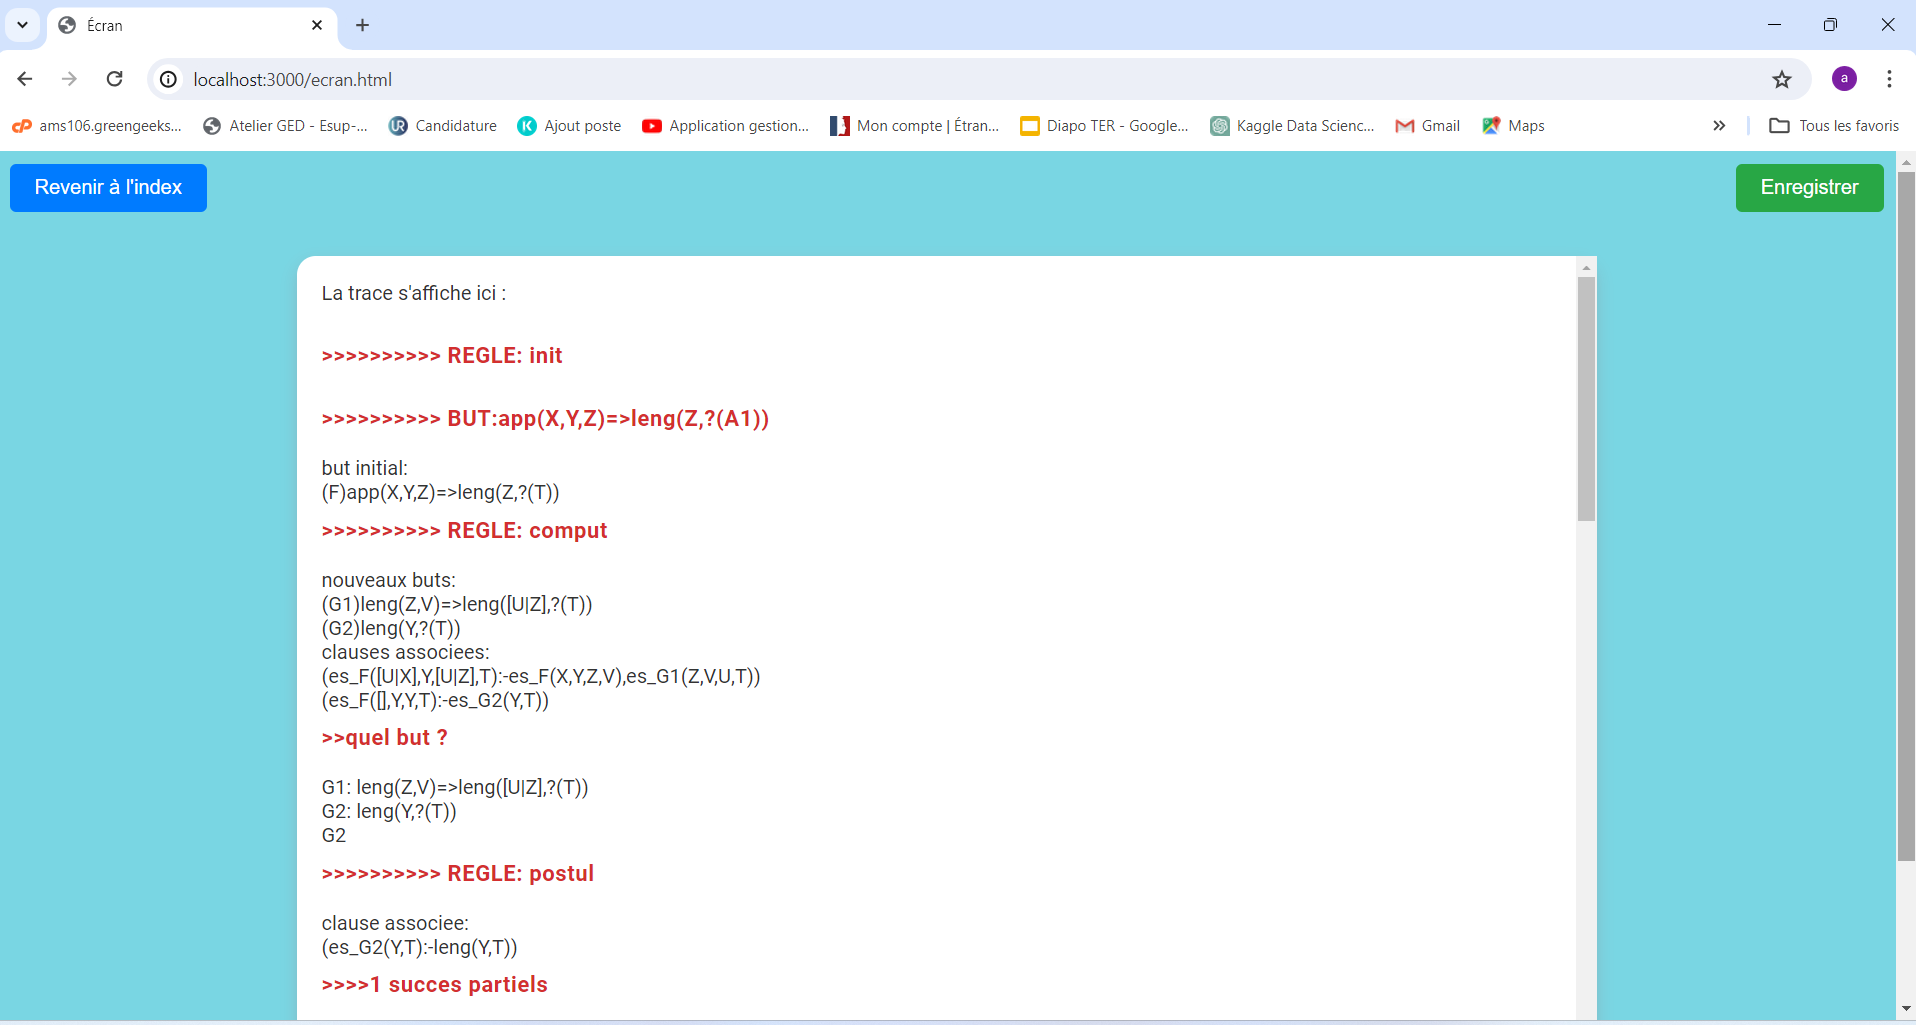 Écran
localhost:3000/ecran.html
a
cP ams106.greengeeks...
Atelier GED - Esup-...
UR Candidature
K Ajout poste
Application gestion...
Mon compte | Étran...
Diapo TER - Google...
Kaggle Data Scienc...
Gmail
Maps
Tous les favoris
Revenir à l'index
Enregistrer
La trace s'affiche ici :
>>>>>>>>>> REGLE: init
>>>>>>>>>> BUT:app(X,Y,Z)=>leng(Z,?(A1))
but initial:
(F)app(X,Y,Z)=>leng(Z,?(T))
>>>>>>>>>> REGLE: comput
nouveaux buts:
(G1)leng(Z,V)=>leng([U|Z],?(T))
(G2)leng(Y,?(T))
clauses associees:
(es_F([U|X],Y,[U|Z],T):-es_F(X,Y,Z,V),es_G1(Z,V,U,T))
(es_F([],Y,Y,T):-es_G2(Y,T))
>>quel but ?
G1: leng(Z,V)=>leng([U|Z],?(T))
G2: leng(Y,?(T))
G2
>>>>>>>>>> REGLE: postul
clause associee:
(es_G2(Y,T):-leng(Y,T))
>>>>1 succes partiels